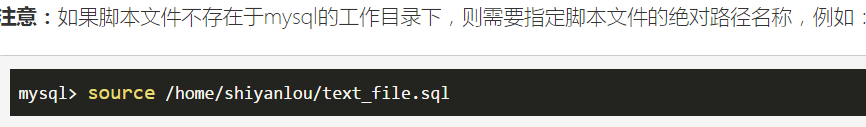 注意：如果脚本文件不存在于mysql的工作目录下，则需要指定脚本文件的绝对路径名称，例如：
mysql> source /home/shiyanlou/text_file.sql